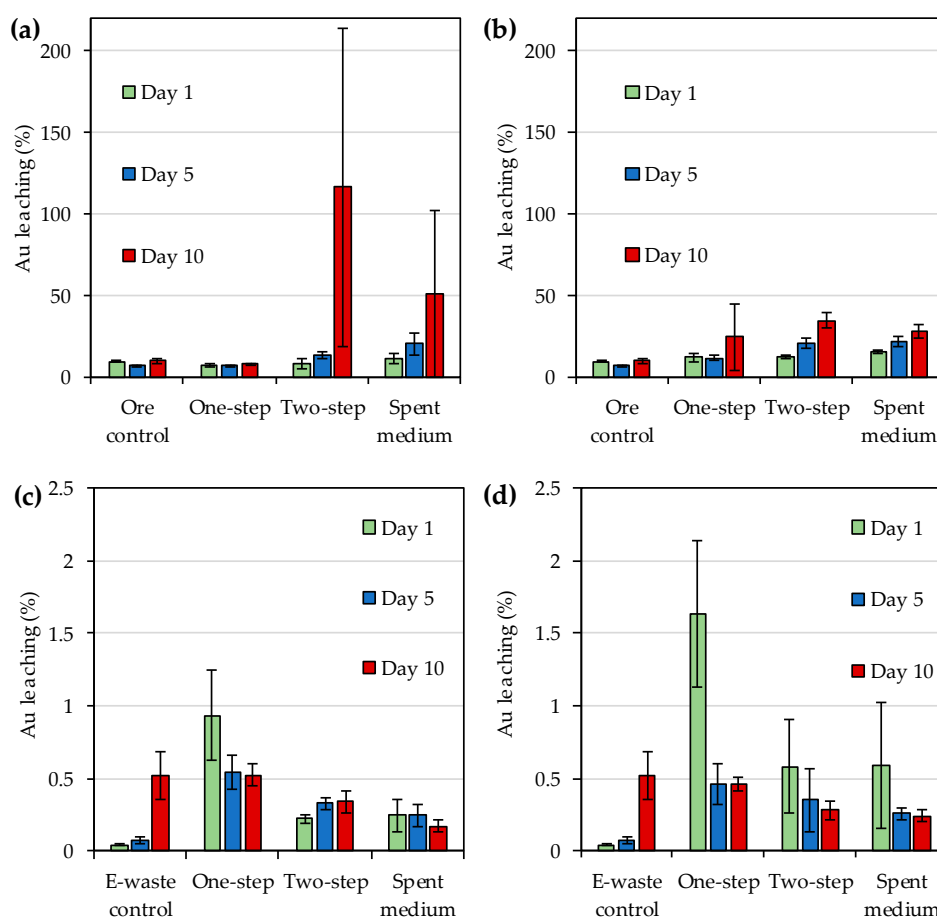 (a)
Au leaching (%)
200
150
100
50
0
Day 1
Day 5
Day 10
Ore control
One-step
Two-step
Spent medium
(b)
Au leaching (%)
200
150
100
50
0
Day 1
Day 5
Day 10
Ore control
One-step
Two-step
Spent medium
(c)
Au leaching (%)
2.5
2
1.5
1
0.5
0
Day 1
Day 5
Day 10
E-waste control
One-step
Two-step
Spent medium
(d)
Au leaching (%)
2.5
2
1.5
1
0.5
0
Day 1
Day 5
Day 10
E-waste control
One-step
Two-step
Spent medium